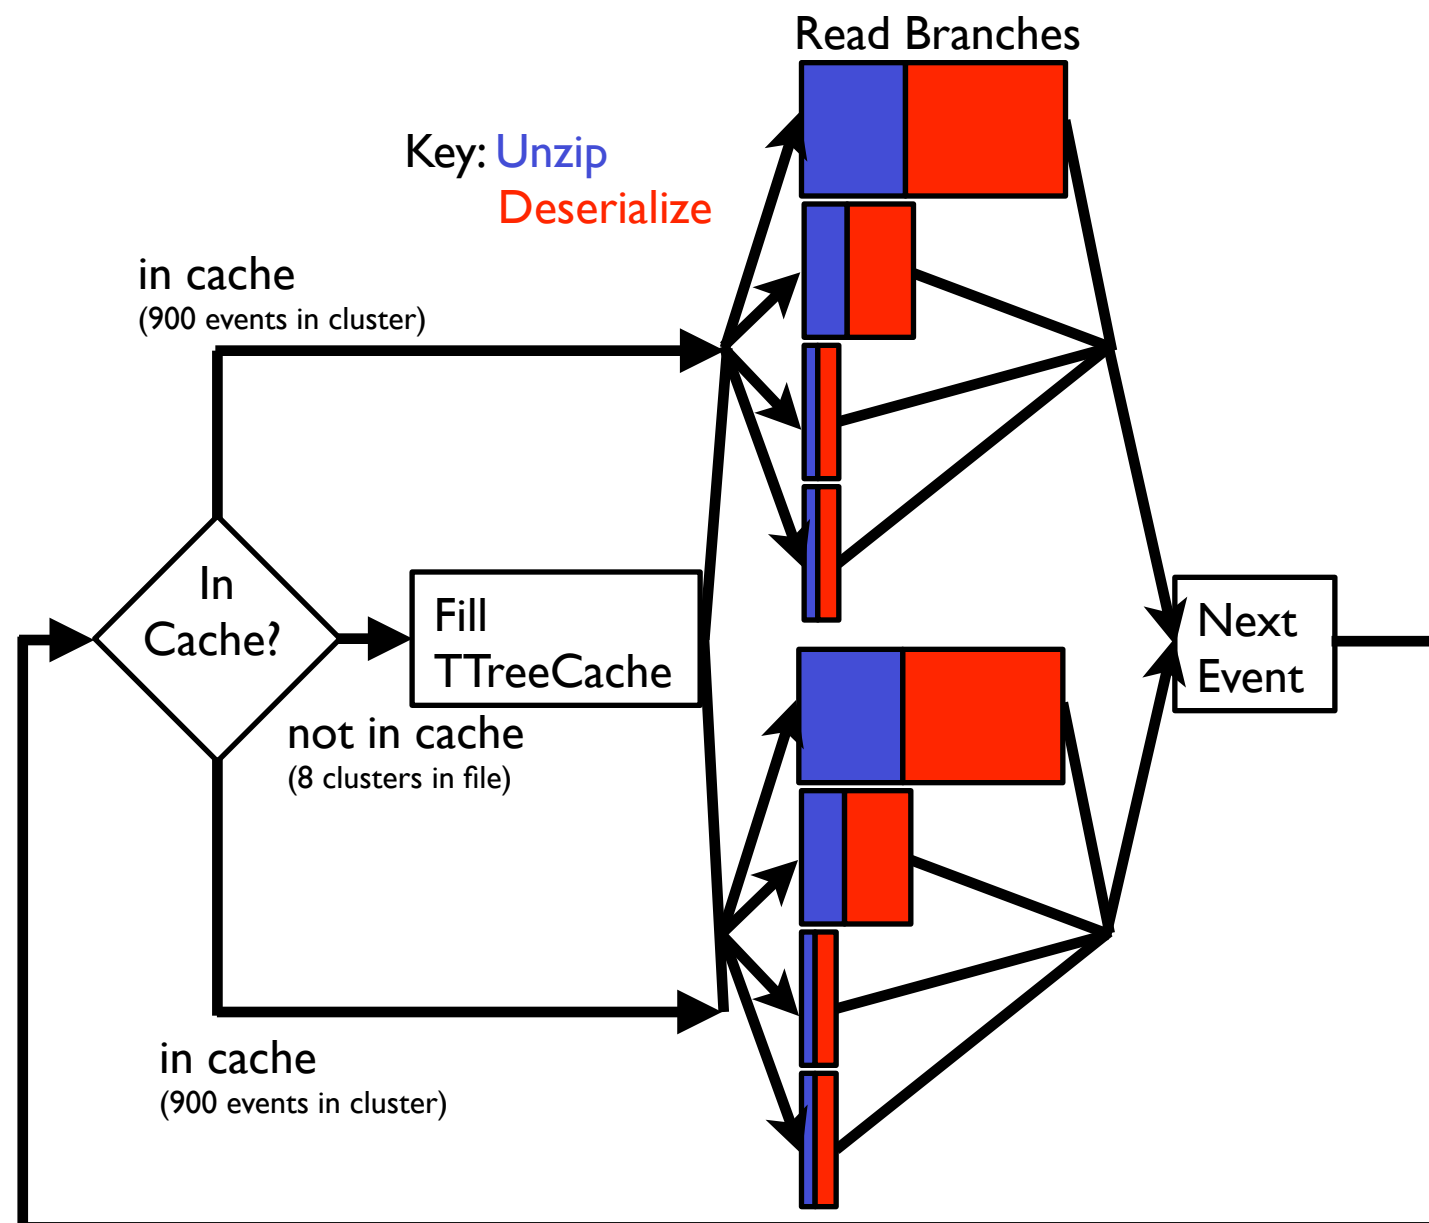 Read Branches
Key: Unzip
Deserialize
in cache
(900 events in cluster)
In
Cache?
Fill
TTreeCache
not in cache
(8 clusters in file)
Next
Event
in cache
(900 events in cluster)